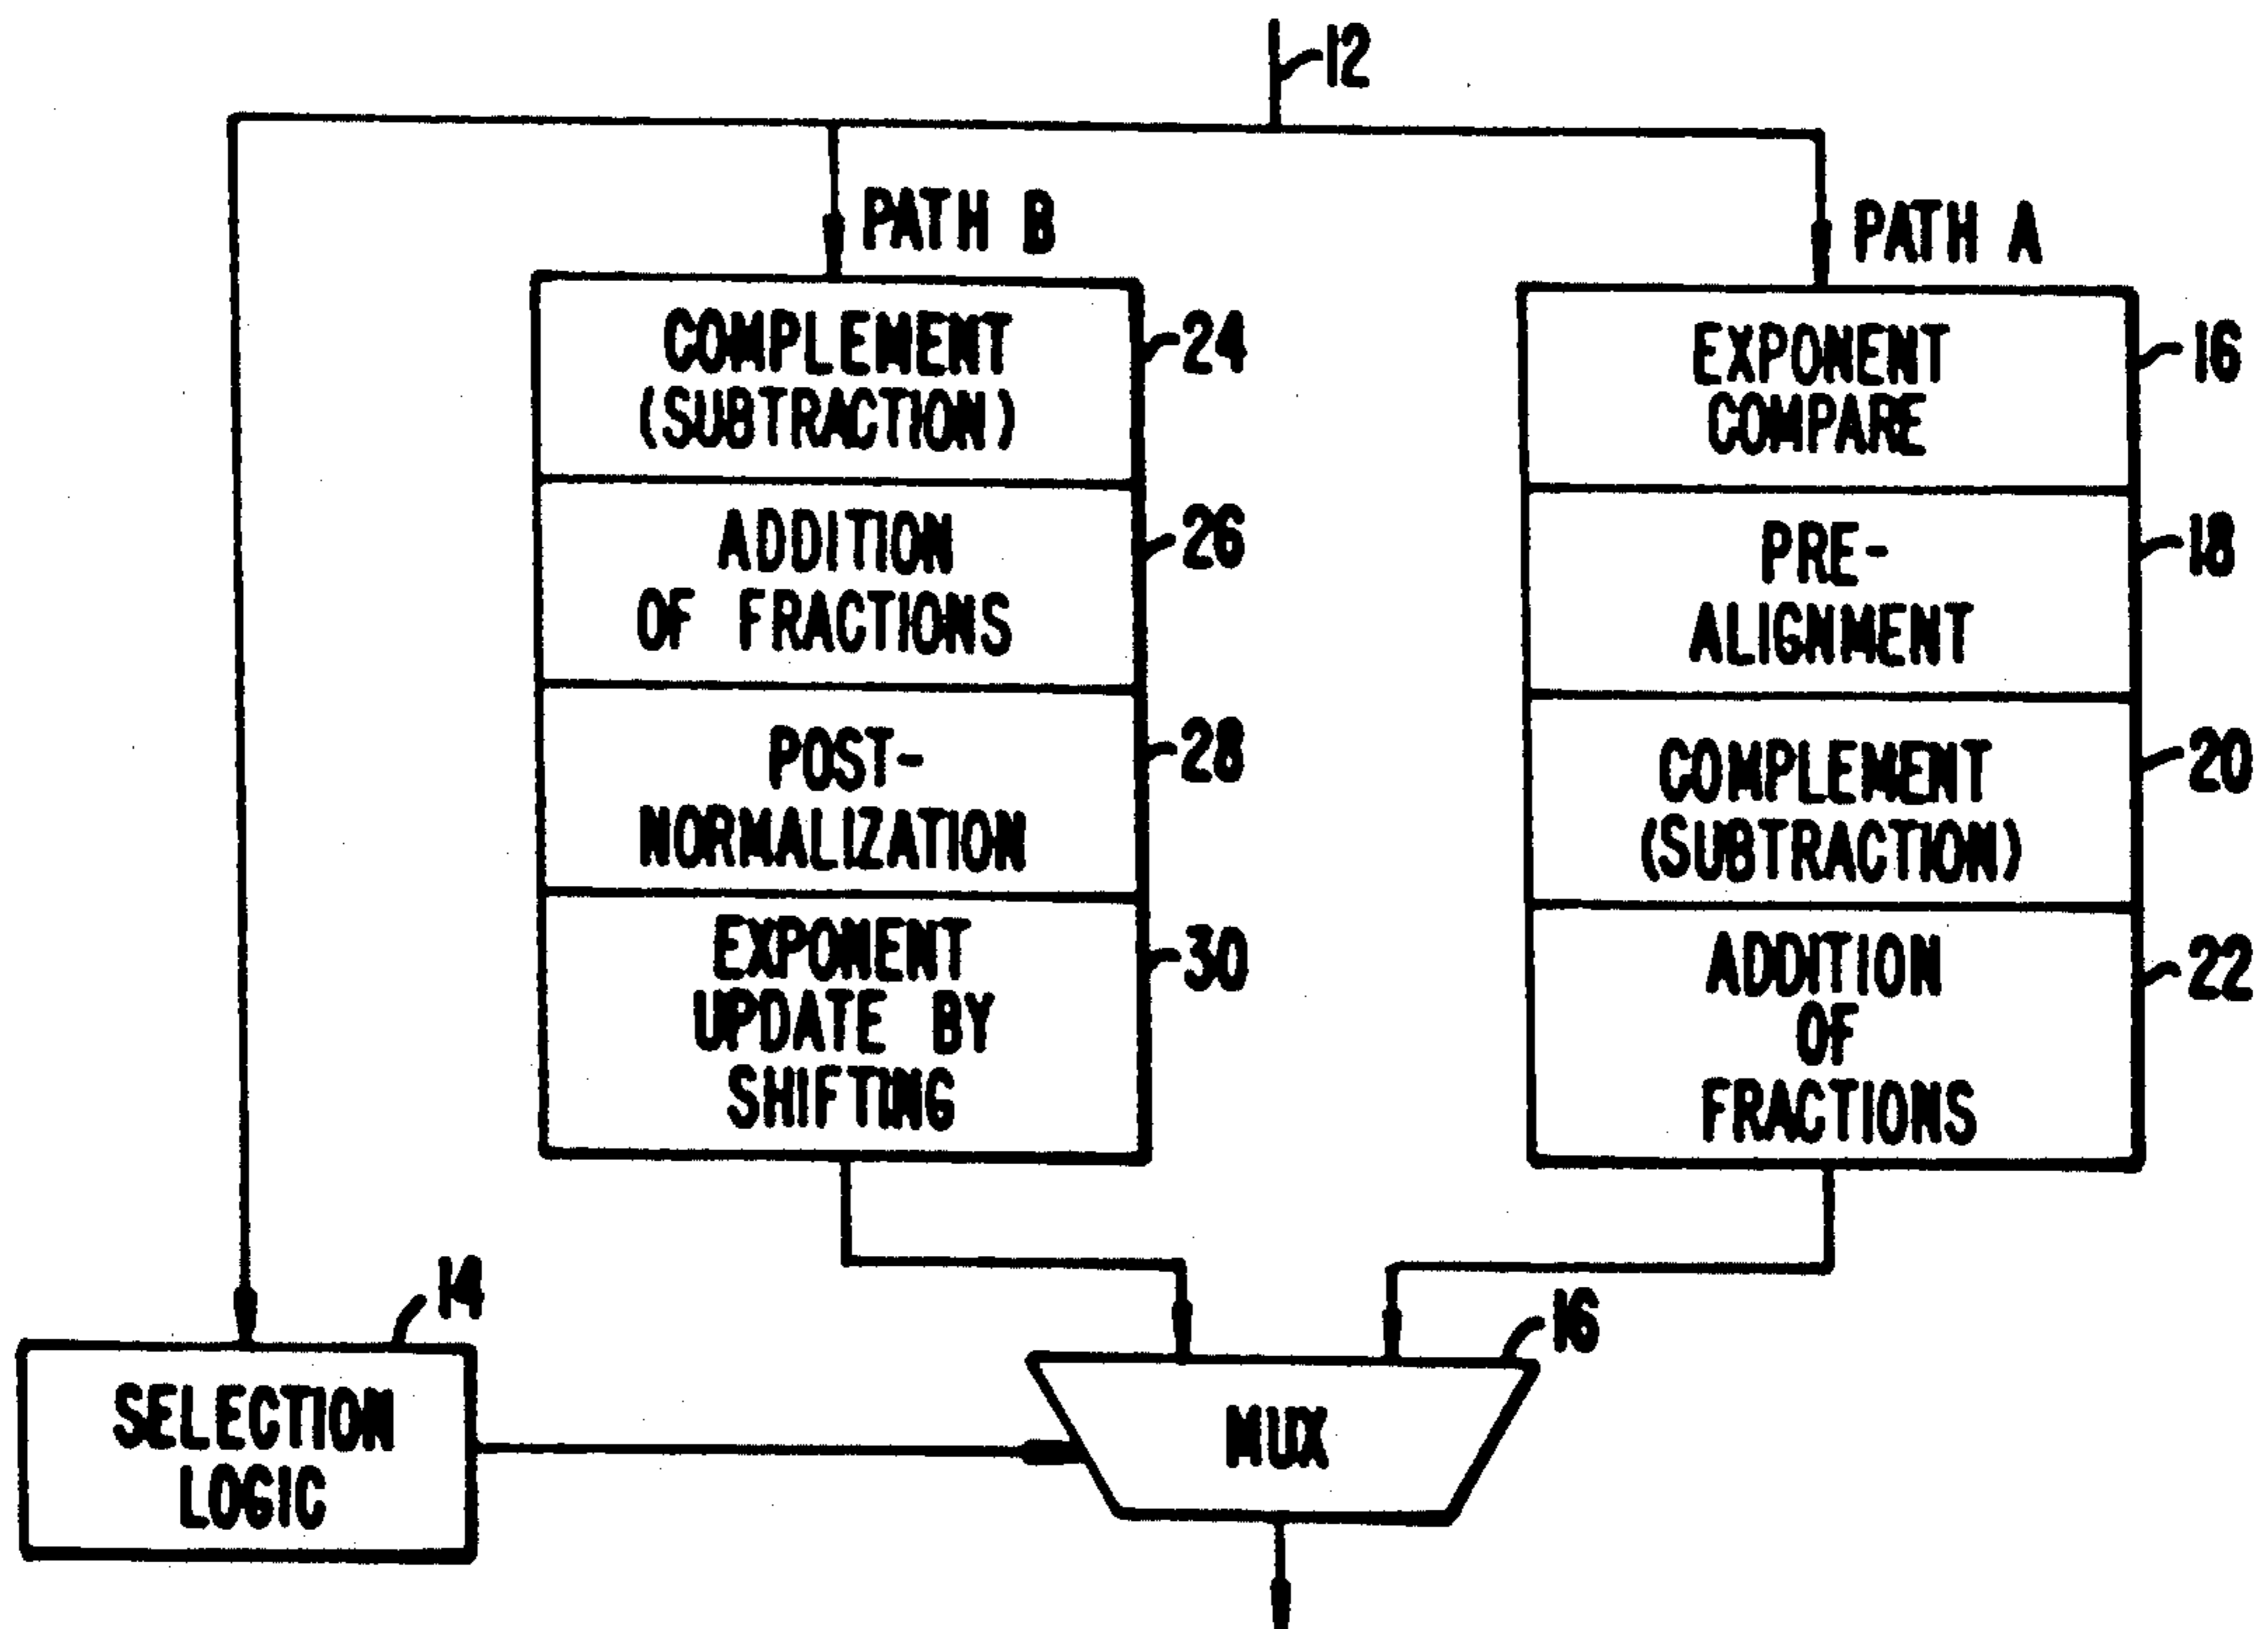 12
PATH B
PATH A
COMPLEMENT
(SUBTRACTION)
24
ADDITION
OF FRACTIONS
26
POST-
NORMALIZATION
28
EXPONENT
UPDATE BY
SHIFTING
30
EXPONENT
COMPARE
16
PRE-
ALIGNMENT
18
COMPLEMENT
(SUBTRACTION)
20
ADDITION
OF
FRACTIONS
22
14
SELECTION
LOGIC
16
MUX